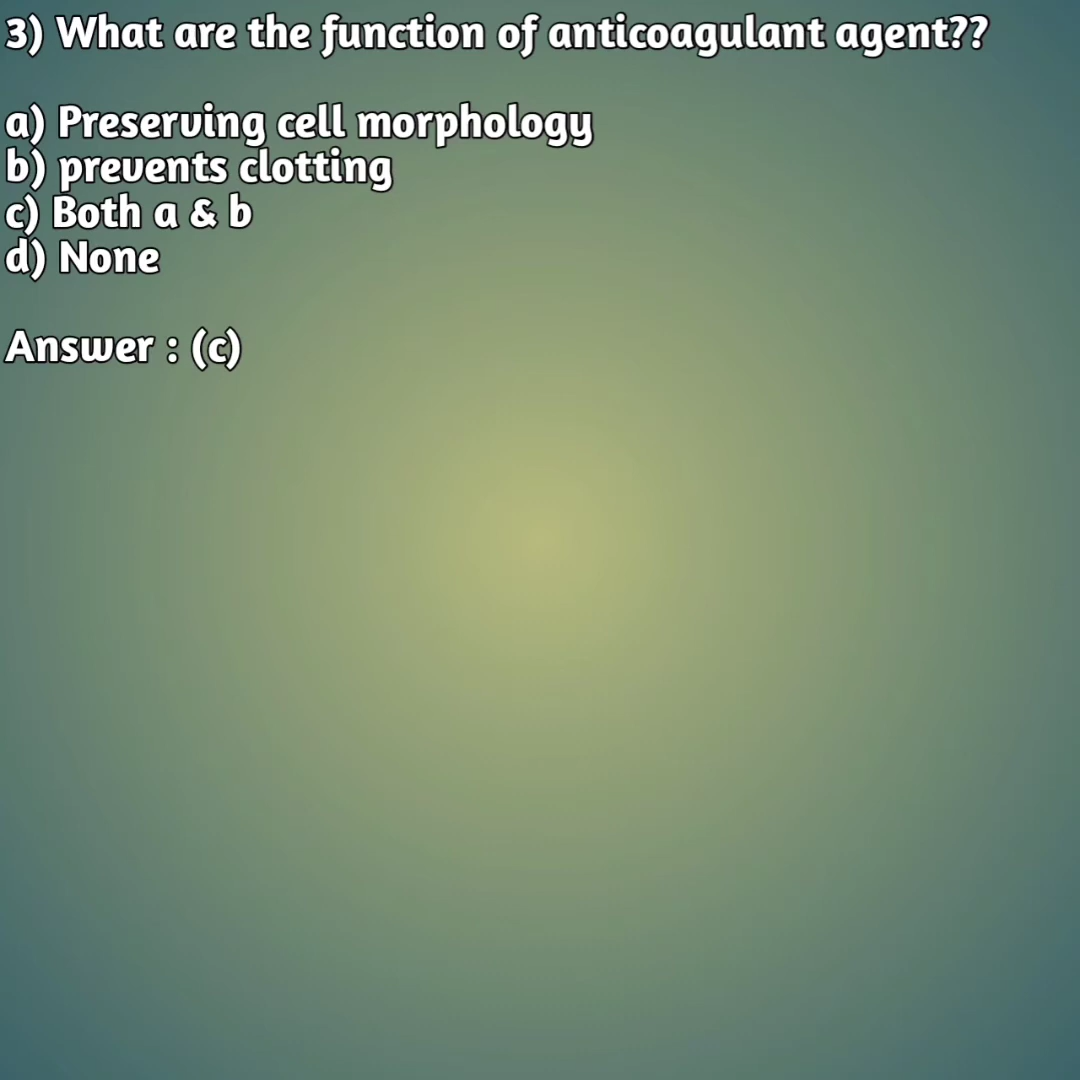 3) What are the function of anticoagulant agent??
a) Preserving cell morphology
b) prevents clotting
c) Both a & b
d) None
Answer : (c)